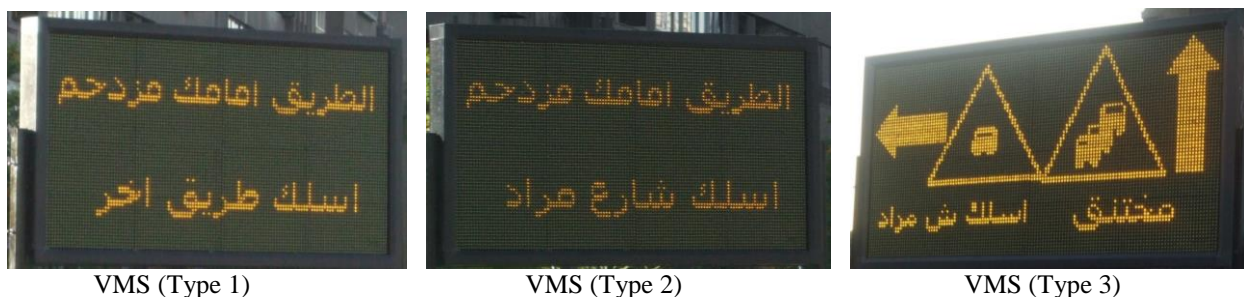 الطريق امامك مزدحم
اسلك طريق اخر
VMS (Type 1)
الطريق امامك مزدحم
اسلك شارع مراد
VMS (Type 2)
مختنق
اسلك ش مراد
VMS (Type 3)